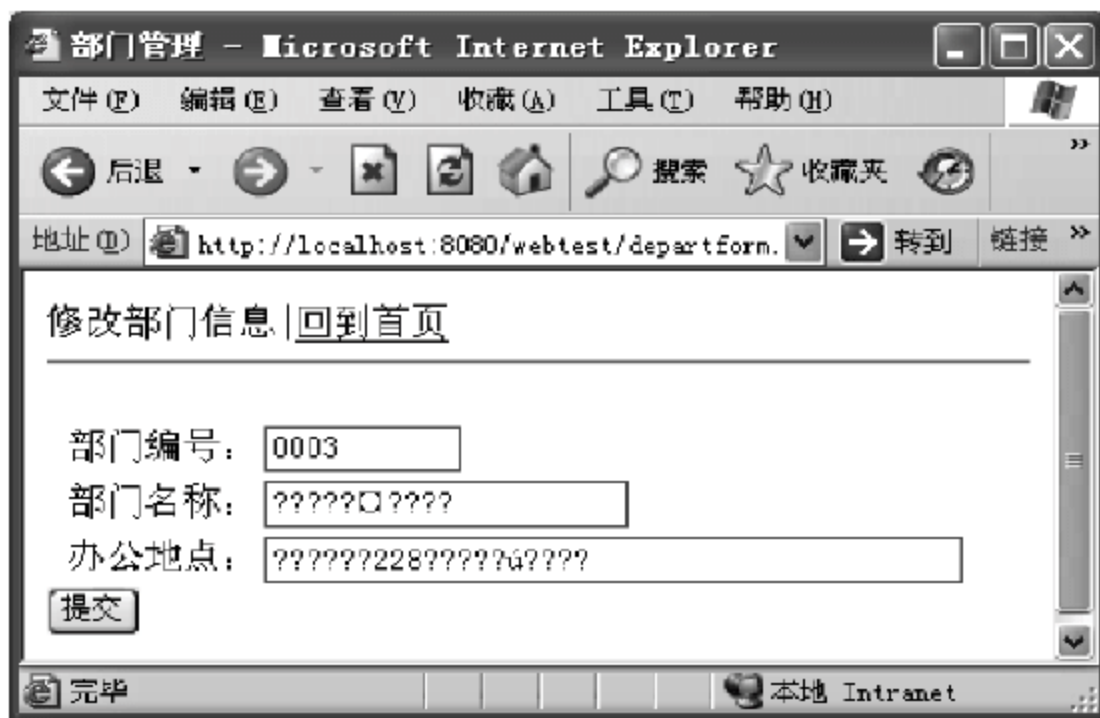 部门管理 - Microsoft Internet Explorer
文件(F) 编辑(E) 查看(V) 收藏(A) 工具(T) 帮助(H)
后退 搜索 收藏夹 »
地址(D) http://localhost:8080/webtest/departform. 转到 链接 »
修改部门信息|回到首页
部门编号: 0003
部门名称: ?????¤????
办公地点: ??????228?????ú????
提交
完毕 本地 Intranet